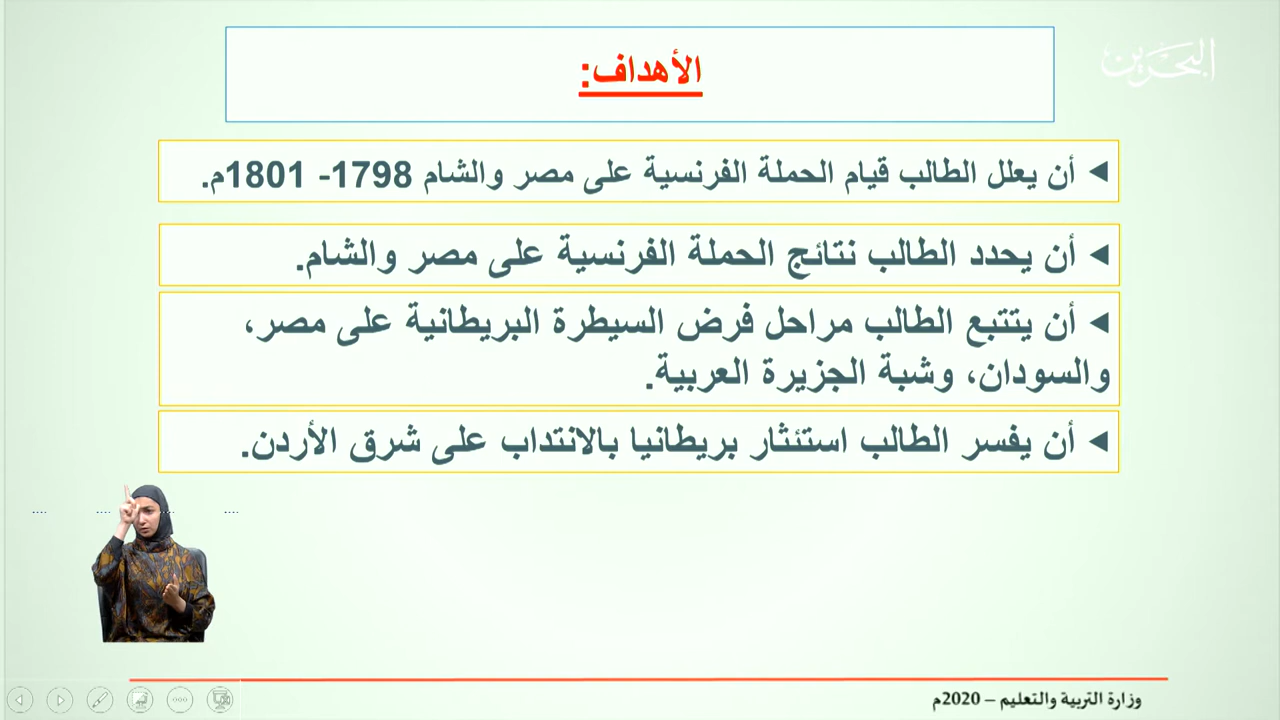 البحرين
الأهداف:
أن يعلل الطالب قيام الحملة الفرنسية على مصر والشام 1798- 1801م.
أن يحدد الطالب نتائج الحملة الفرنسية على مصر والشام.
أن يتتبع الطالب مراحل فرض السيطرة البريطانية على مصر،
والسودان، وشبة الجزيرة العربية.
أن يفسر الطالب استئثار بريطانيا بالانتداب على شرق الأردن.
وزارة التربية والتعليم – 2020م